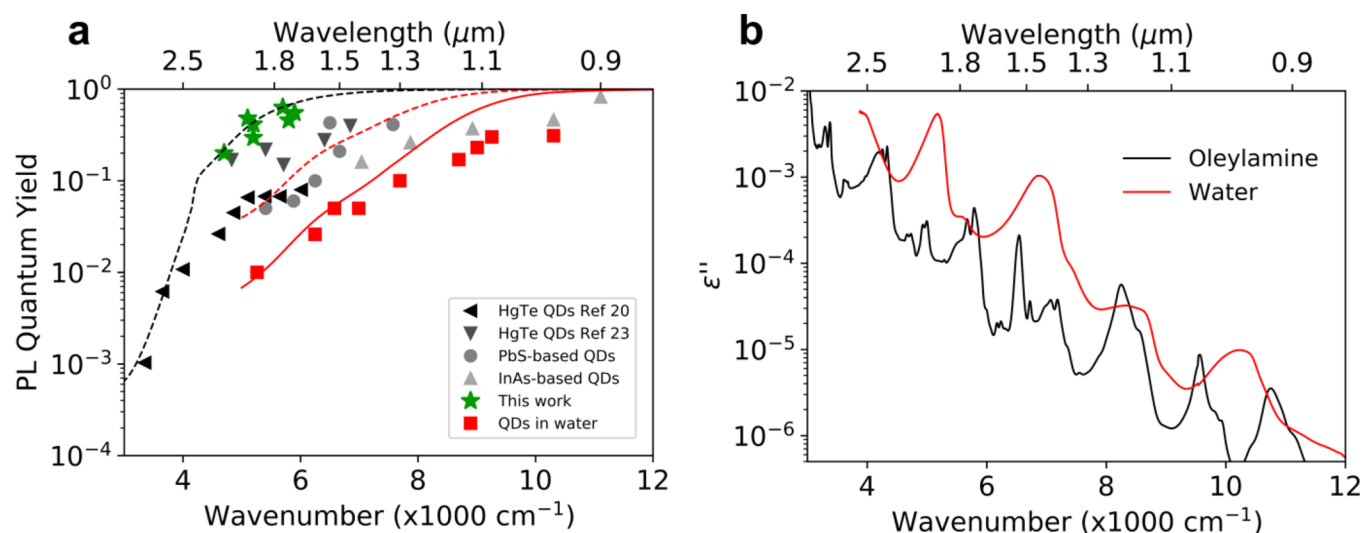 a
Wavelength (μm)
2.5 1.8 1.5 1.3 1.1 0.9
PL Quantum Yield
10⁰
10⁻¹
10⁻²
10⁻³
10⁻⁴
HgTe QDs Ref 20
HgTe QDs Ref 23
PbS-based QDs
InAs-based QDs
This work
QDs in water
4 6 8 10 12
Wavenumber (x1000 cm⁻¹)
b
Wavelength (μm)
2.5 1.8 1.5 1.3 1.1 0.9
ε''
10⁻²
10⁻³
10⁻⁴
10⁻⁵
10⁻⁶
Oleylamine
Water
4 6 8 10 12
Wavenumber (x1000 cm⁻¹)